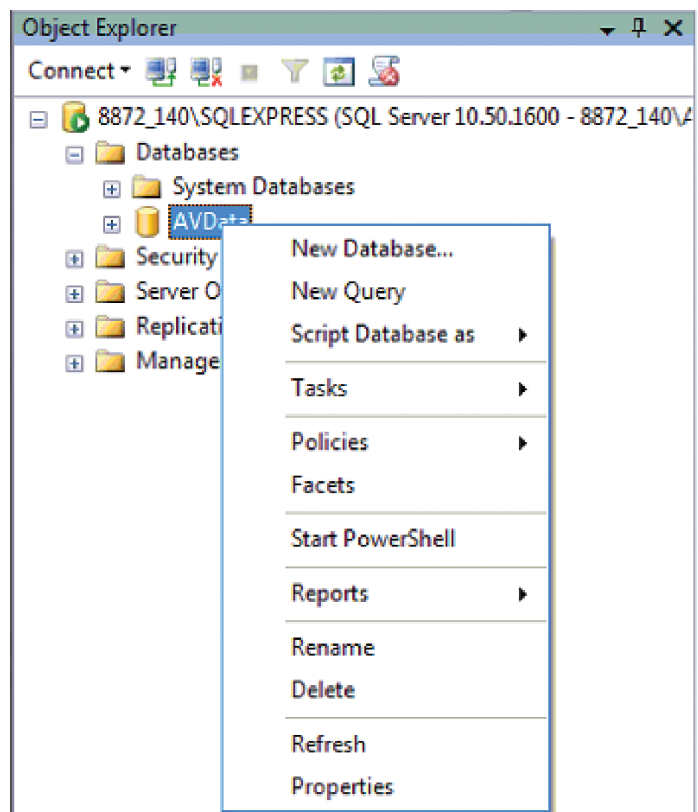 Object Explorer
Connect
8872_140\SQLEXPRESS (SQL Server 10.50.1600 - 8872_140\A
Databases
System Databases
AVData
Security
Server O
Replicati
Manage
New Database...
New Query
Script Database as
Tasks
Policies
Facets
Start PowerShell
Reports
Rename
Delete
Refresh
Properties